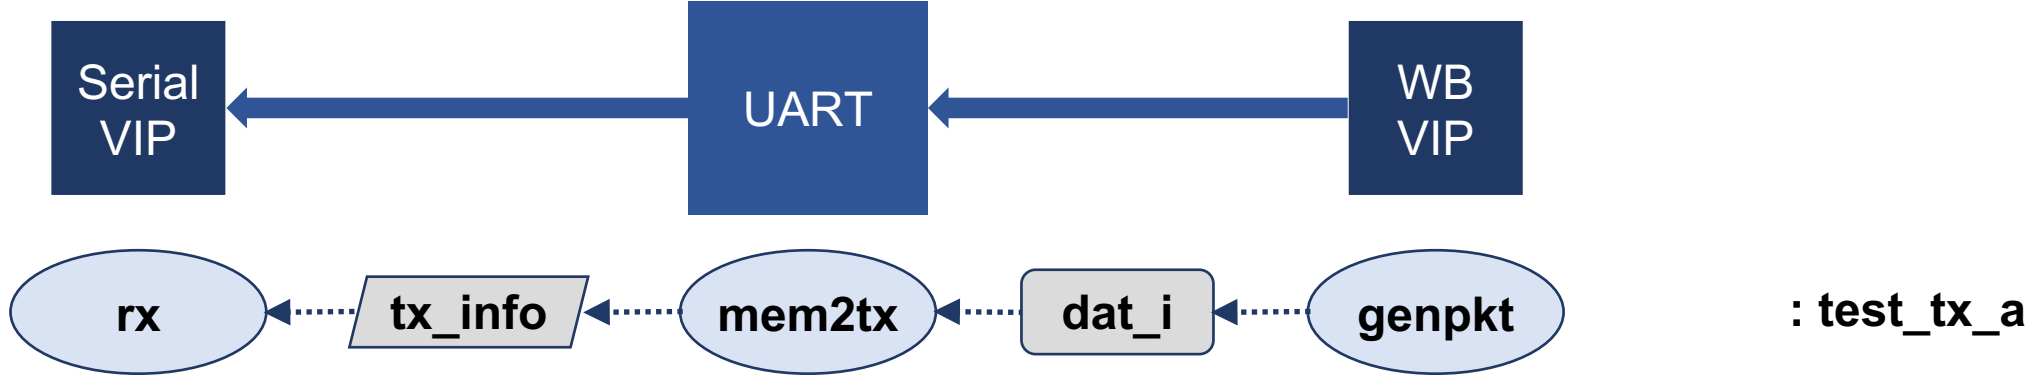 Serial
VIP
UART
WB
VIP
rx
tx_info
mem2tx
dat_i
genpkt
: test_tx_a